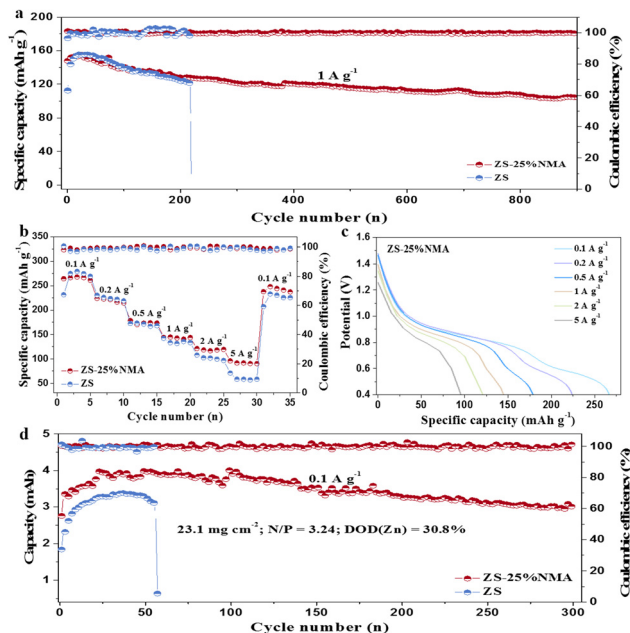 a
200
160
120
80
40
0
Specific capacity (mAh g⁻¹)
1 A g⁻¹
ZS-25%NMA
ZS
100
80
60
40
20
0
Coulombic efficiency (%)
0 200 400 600 800
Cycle number (n)
b
350
300
250
200
150
100
50
Specific capacity (mAh g⁻¹)
0.1 A g⁻¹
0.2 A g⁻¹
0.5 A g⁻¹
1 A g⁻¹
2 A g⁻¹
5 A g⁻¹
0.1 A g⁻¹
ZS-25%NMA
ZS
100
80
60
40
20
0
Coulombic efficiency (%)
0 5 10 15 20 25 30 35
Cycle number (n)
c
1.6
1.4
1.2
1.0
0.8
0.6
0.4
Potential (V)
ZS-25%NMA
0.1 A g⁻¹
0.2 A g⁻¹
0.5 A g⁻¹
1 A g⁻¹
2 A g⁻¹
5 A g⁻¹
0 50 100 150 200 250
Specific capacity (mAh g⁻¹)
d
5
4
3
2
1
Capacity (mAh)
0.1 A g⁻¹
23.1 mg cm⁻²; N/P = 3.24; DOD(Zn) = 30.8%
ZS-25%NMA
ZS
100
80
60
40
20
0
Coulombic efficiency (%)
0 50 100 150 200 250 300
Cycle number (n)